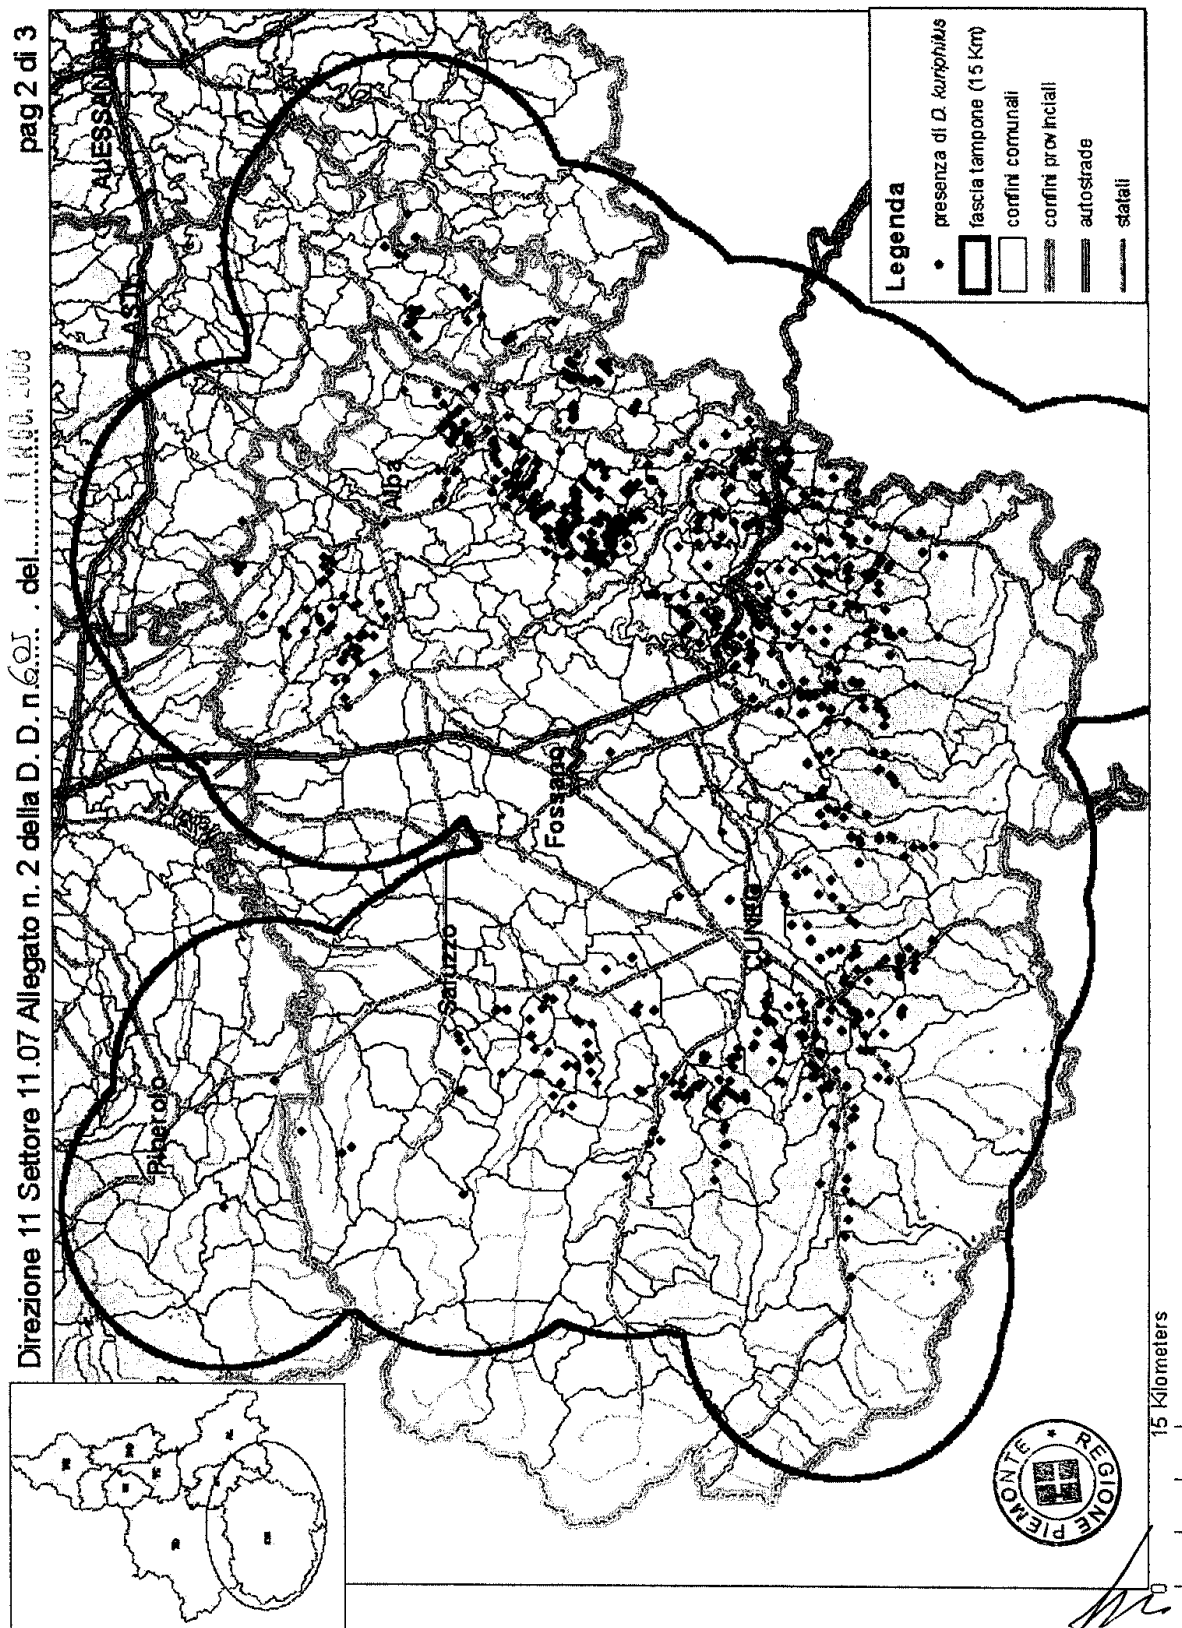 Direzione 11 Settore 11.07 Allegato n. 2 della D. D. n. del
pag 2 di 3
ALESSANDRIA
ASTI
Alba
Pinerolo
Saluzzo
Fossano
CUNEO
Legenda
presenza di D. kuriphilus
fascia tampone (15 Km)
confini comunali
confini provinciali
autostrade
statali
REGIONE PIEMONTE
0
15 Kilometers